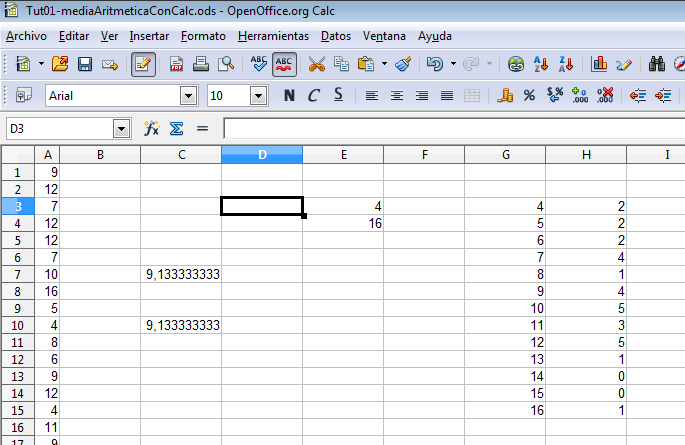 Tut01-mediaAritmeticaConCalc.ods - OpenOffice.org Calc
Archivo Editar Ver Insertar Formato Herramientas Datos Ventana Ayuda
ABC ABC
Arial 10 N C S
D3
A B C D E F G H I
1 9
2 12
3 7 4 4 2
4 12 16 5 2
5 12 6 2
6 7 7 4
7 10 9,133333333 8 1
8 16 9 4
9 5 10 5
10 4 9,133333333 11 3
11 8 12 5
12 6 13 1
13 9 14 0
14 12 15 0
15 4 16 1
16 11
17 9